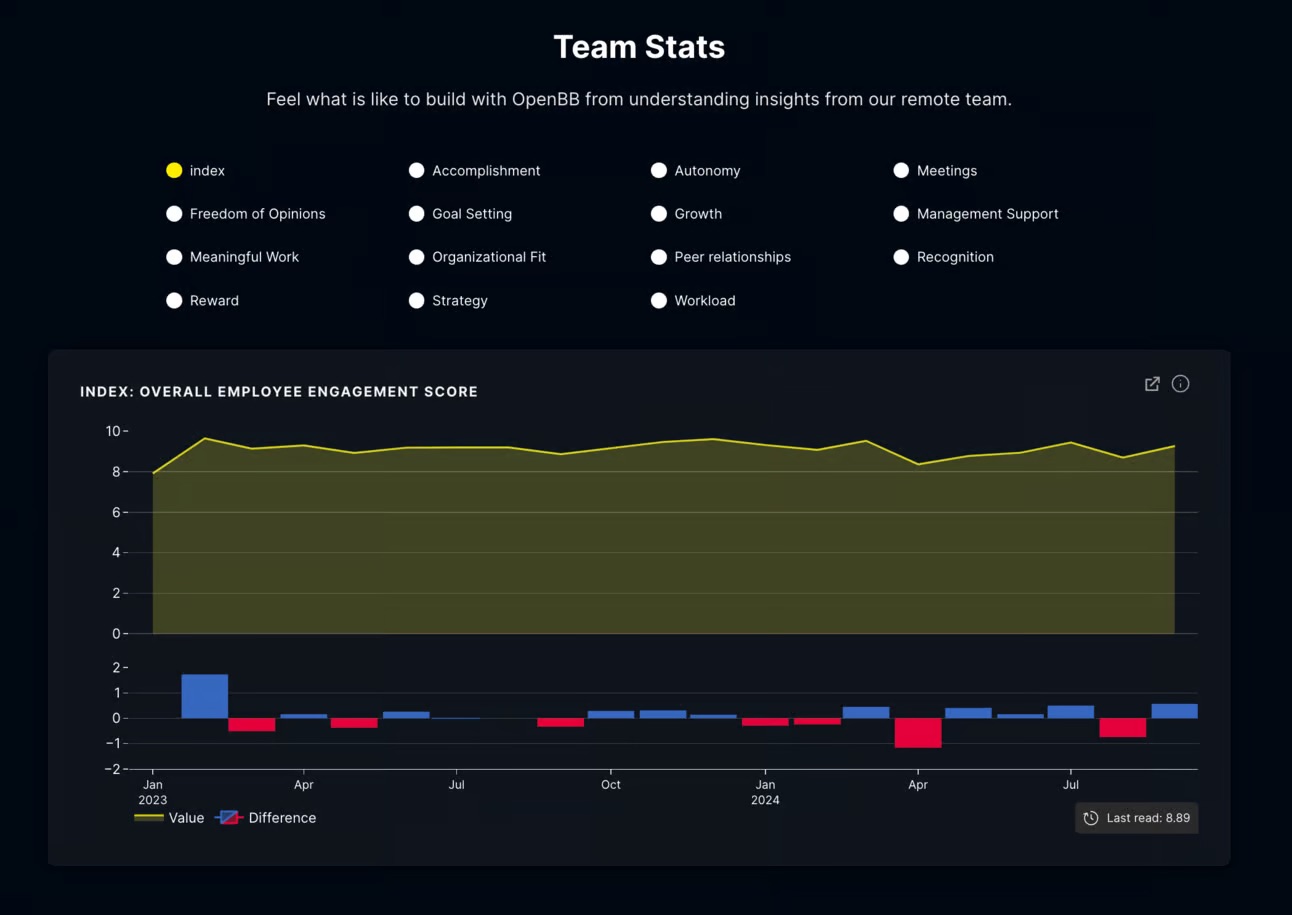 Team Stats
Feel what is like to build with OpenBB from understanding insights from our remote team.
index
Accomplishment
Autonomy
Meetings
Freedom of Opinions
Goal Setting
Growth
Management Support
Meaningful Work
Organizational Fit
Peer relationships
Recognition
Reward
Strategy
Workload
INDEX: OVERALL EMPLOYEE ENGAGEMENT SCORE
10
8
6
4
2
0
2
1
0
−1
−2
Jan
2023
Apr
Jul
Oct
Jan
2024
Apr
Jul
Value
Difference
Last read: 8.89